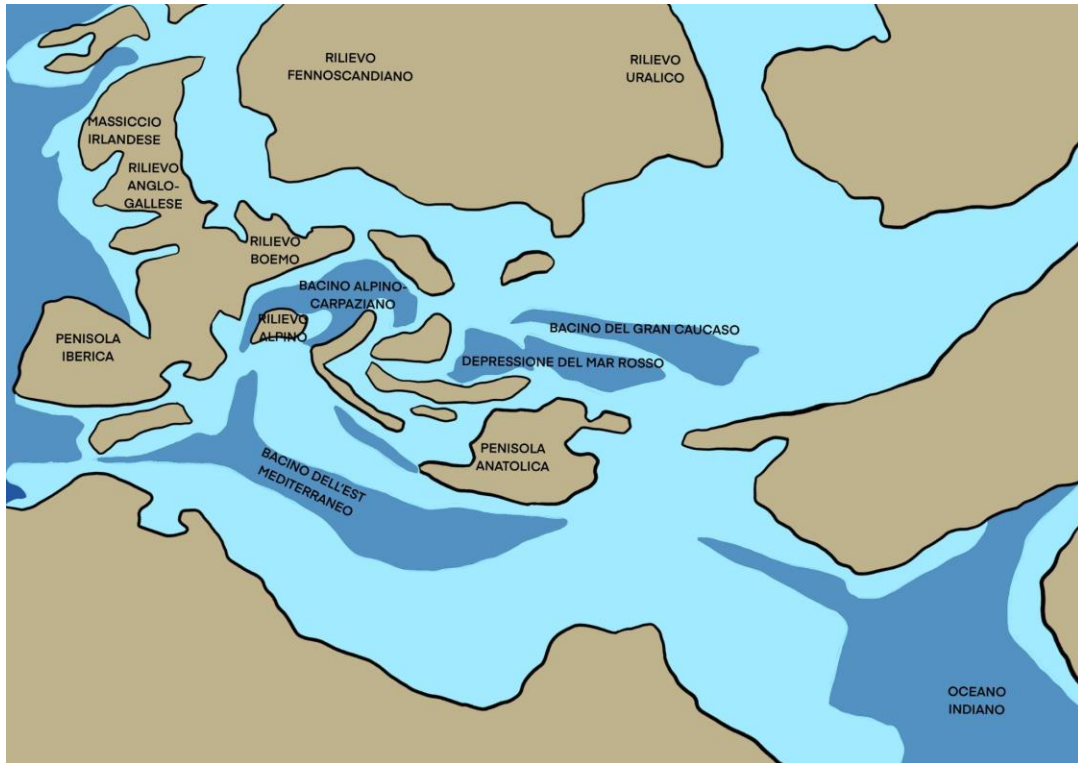 RILIEVO
FENNOSCANDIANO
RILIEVO
URALICO
MASSICCIO
IRLANDESE
RILIEVO
ANGLO-
GALLESE
RILIEVO
BOEMO
BACINO ALPINO-
CARPAZIANO
RILIEVO
ALPINO
PENISOLA
IBERICA
BACINO DEL GRAN CAUCASO
DEPRESSIONE DEL MAR ROSSO
PENISOLA
ANATOLICA
BACINO DELL'EST
MEDITERRANEO
OCEANO
INDIANO